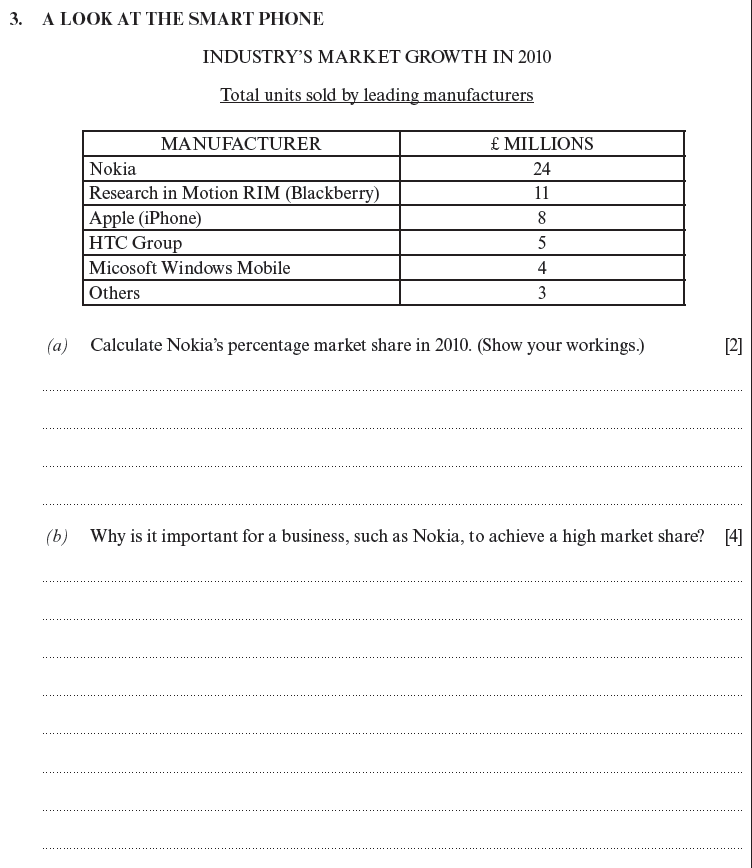 3. A LOOK AT THE SMART PHONE
INDUSTRY’S MARKET GROWTH IN 2010
Total units sold by leading manufacturers
MANUFACTURER £ MILLIONS
Nokia 24
Research in Motion RIM (Blackberry) 11
Apple (iPhone) 8
HTC Group 5
Micosoft Windows Mobile 4
Others 3
(a) Calculate Nokia’s percentage market share in 2010. (Show your workings.) [2]
(b) Why is it important for a business, such as Nokia, to achieve a high market share? [4]